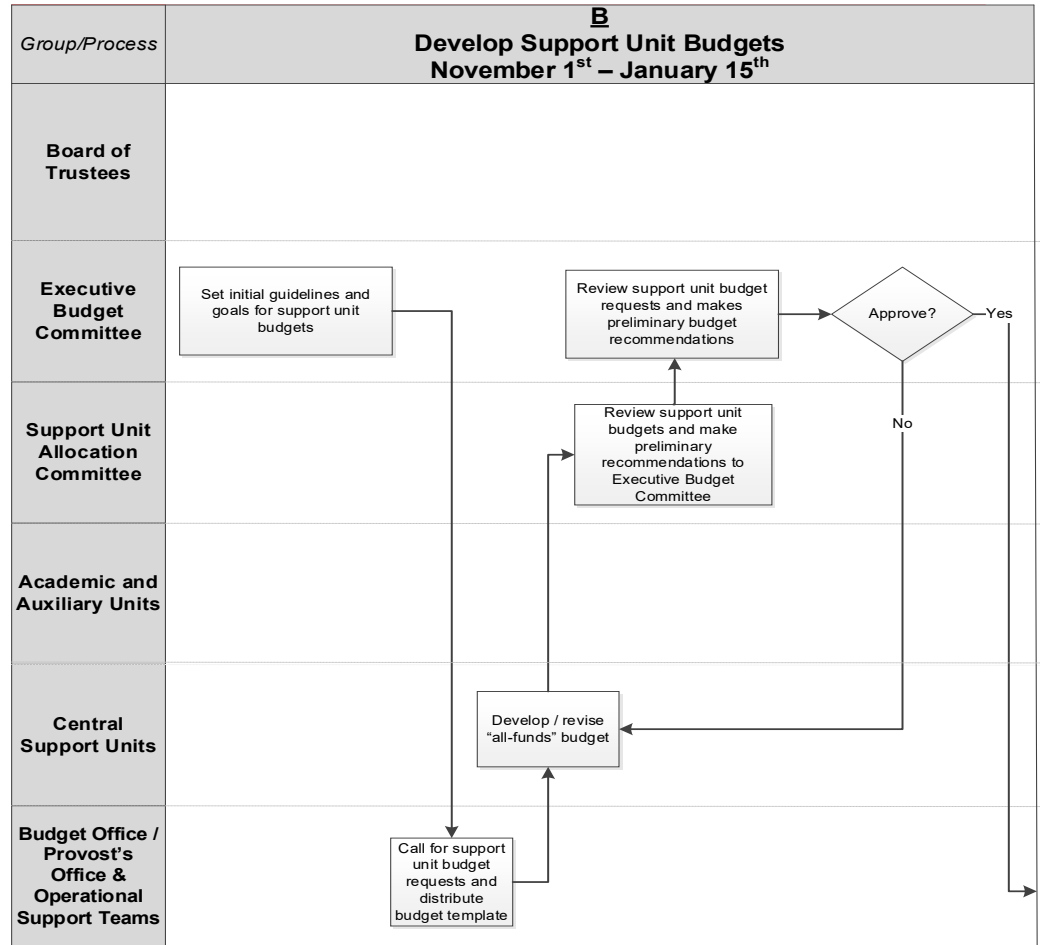 Group/Process
B
Develop Support Unit Budgets
November 1st – January 15th
Board of
Trustees
Executive
Budget
Committee
Set initial guidelines and
goals for support unit
budgets
Review support unit budget
requests and makes
preliminary budget
recommendations
Approve?
Yes
No
Support Unit
Allocation
Committee
Review support unit
budgets and make
preliminary
recommendations to
Executive Budget
Committee
Academic and
Auxiliary Units
Central
Support Units
Develop / revise
“all-funds” budget
Budget Office /
Provost's
Office &
Operational
Support Teams
Call for support
unit budget
requests and
distribute
budget template